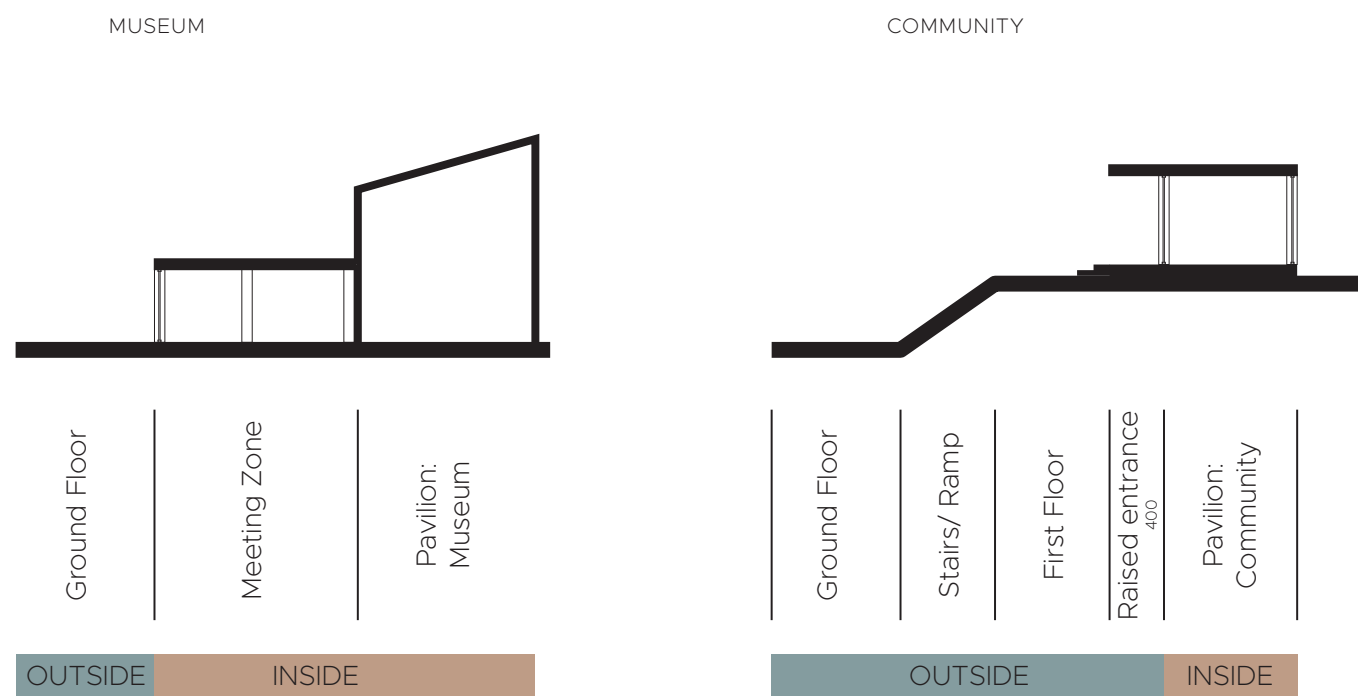 MUSEUM
COMMUNITY
Ground Floor
Meeting Zone
Pavilion:
Museum
Ground Floor
Stairs/ Ramp
First Floor
Raised entrance
400
Pavilion:
Community
OUTSIDE
INSIDE
OUTSIDE
INSIDE